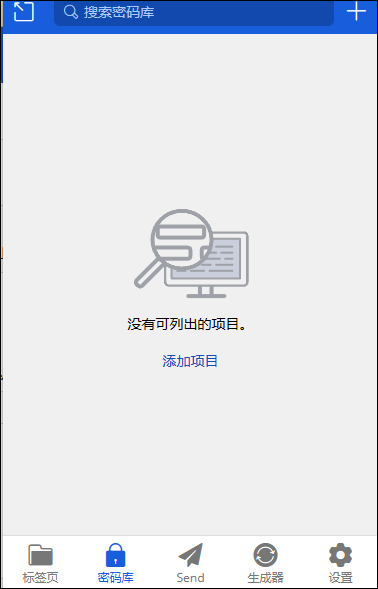 搜索密码库
没有可列出的项目。
添加项目
标签页
密码库
Send
生成器
设置